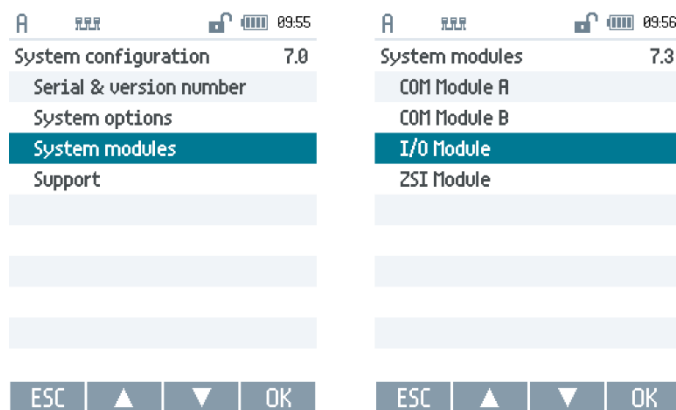 A 09:55
System configuration 7.0
Serial & version number
System options
System modules
Support
ESC OK
A 09:56
System modules 7.3
COM Module A
COM Module B
I/O Module
ZSI Module
ESC OK